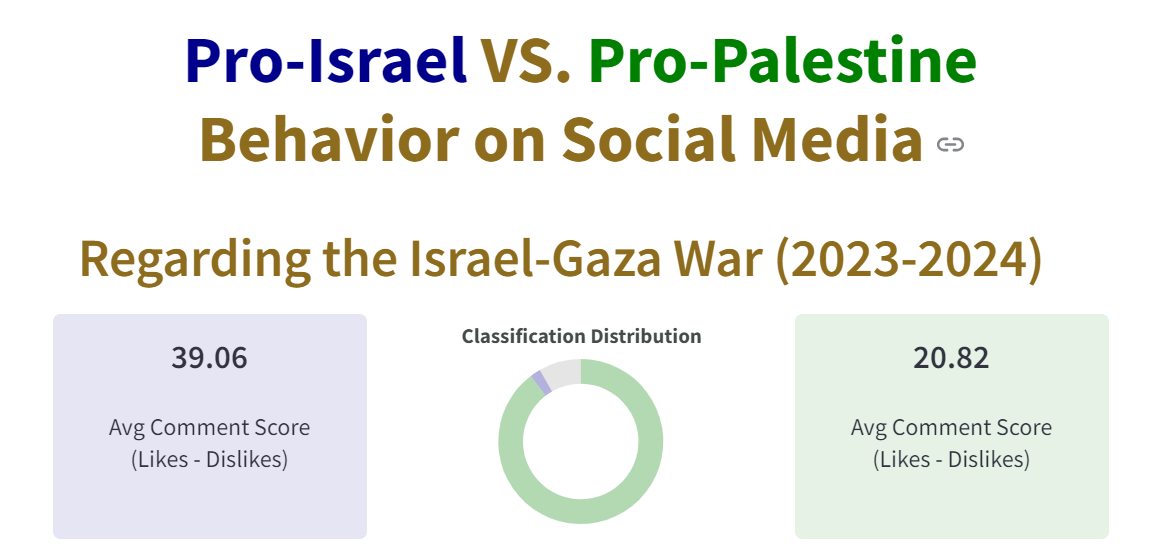 Pro-Israel VS. Pro-Palestine
Behavior on Social Media
Regarding the Israel-Gaza War (2023-2024)
39.06
Avg Comment Score
(Likes - Dislikes)
Classification Distribution
20.82
Avg Comment Score
(Likes - Dislikes)